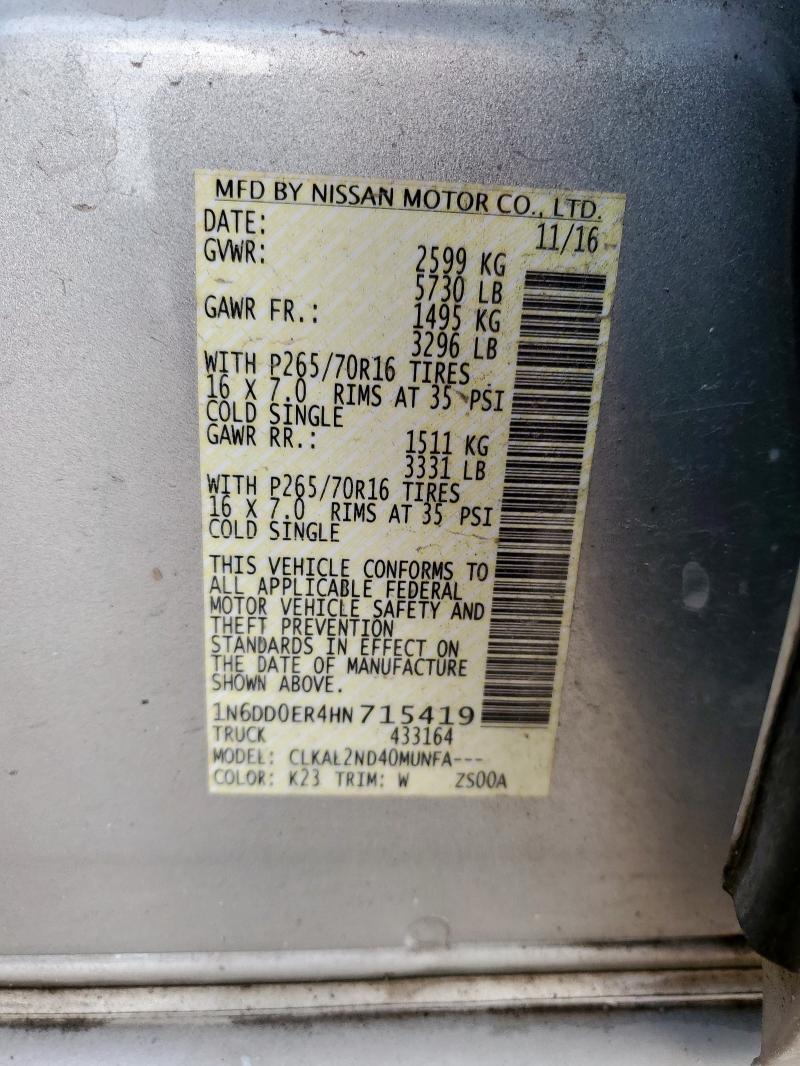 MFD BY NISSAN MOTOR CO., LTD.
DATE: 11/16
GVWR: 2599 KG
5730 LB
GAWR FR.: 1495 KG
3296 LB
WITH P265/70R16 TIRES
16 X 7.0 RIMS AT 35 PSI
COLD SINGLE
GAWR RR.: 1511 KG
3331 LB
WITH P265/70R16 TIRES
16 X 7.0 RIMS AT 35 PSI
COLD SINGLE
THIS VEHICLE CONFORMS TO
ALL APPLICABLE FEDERAL
MOTOR VEHICLE SAFETY AND
THEFT PREVENTION
STANDARDS IN EFFECT ON
THE DATE OF MANUFACTURE
SHOWN ABOVE.
1N6DD0ER4HN715419
TRUCK 433164
MODEL: CLKAL2ND40MUNFA---
COLOR: K23 TRIM: W ZS00A